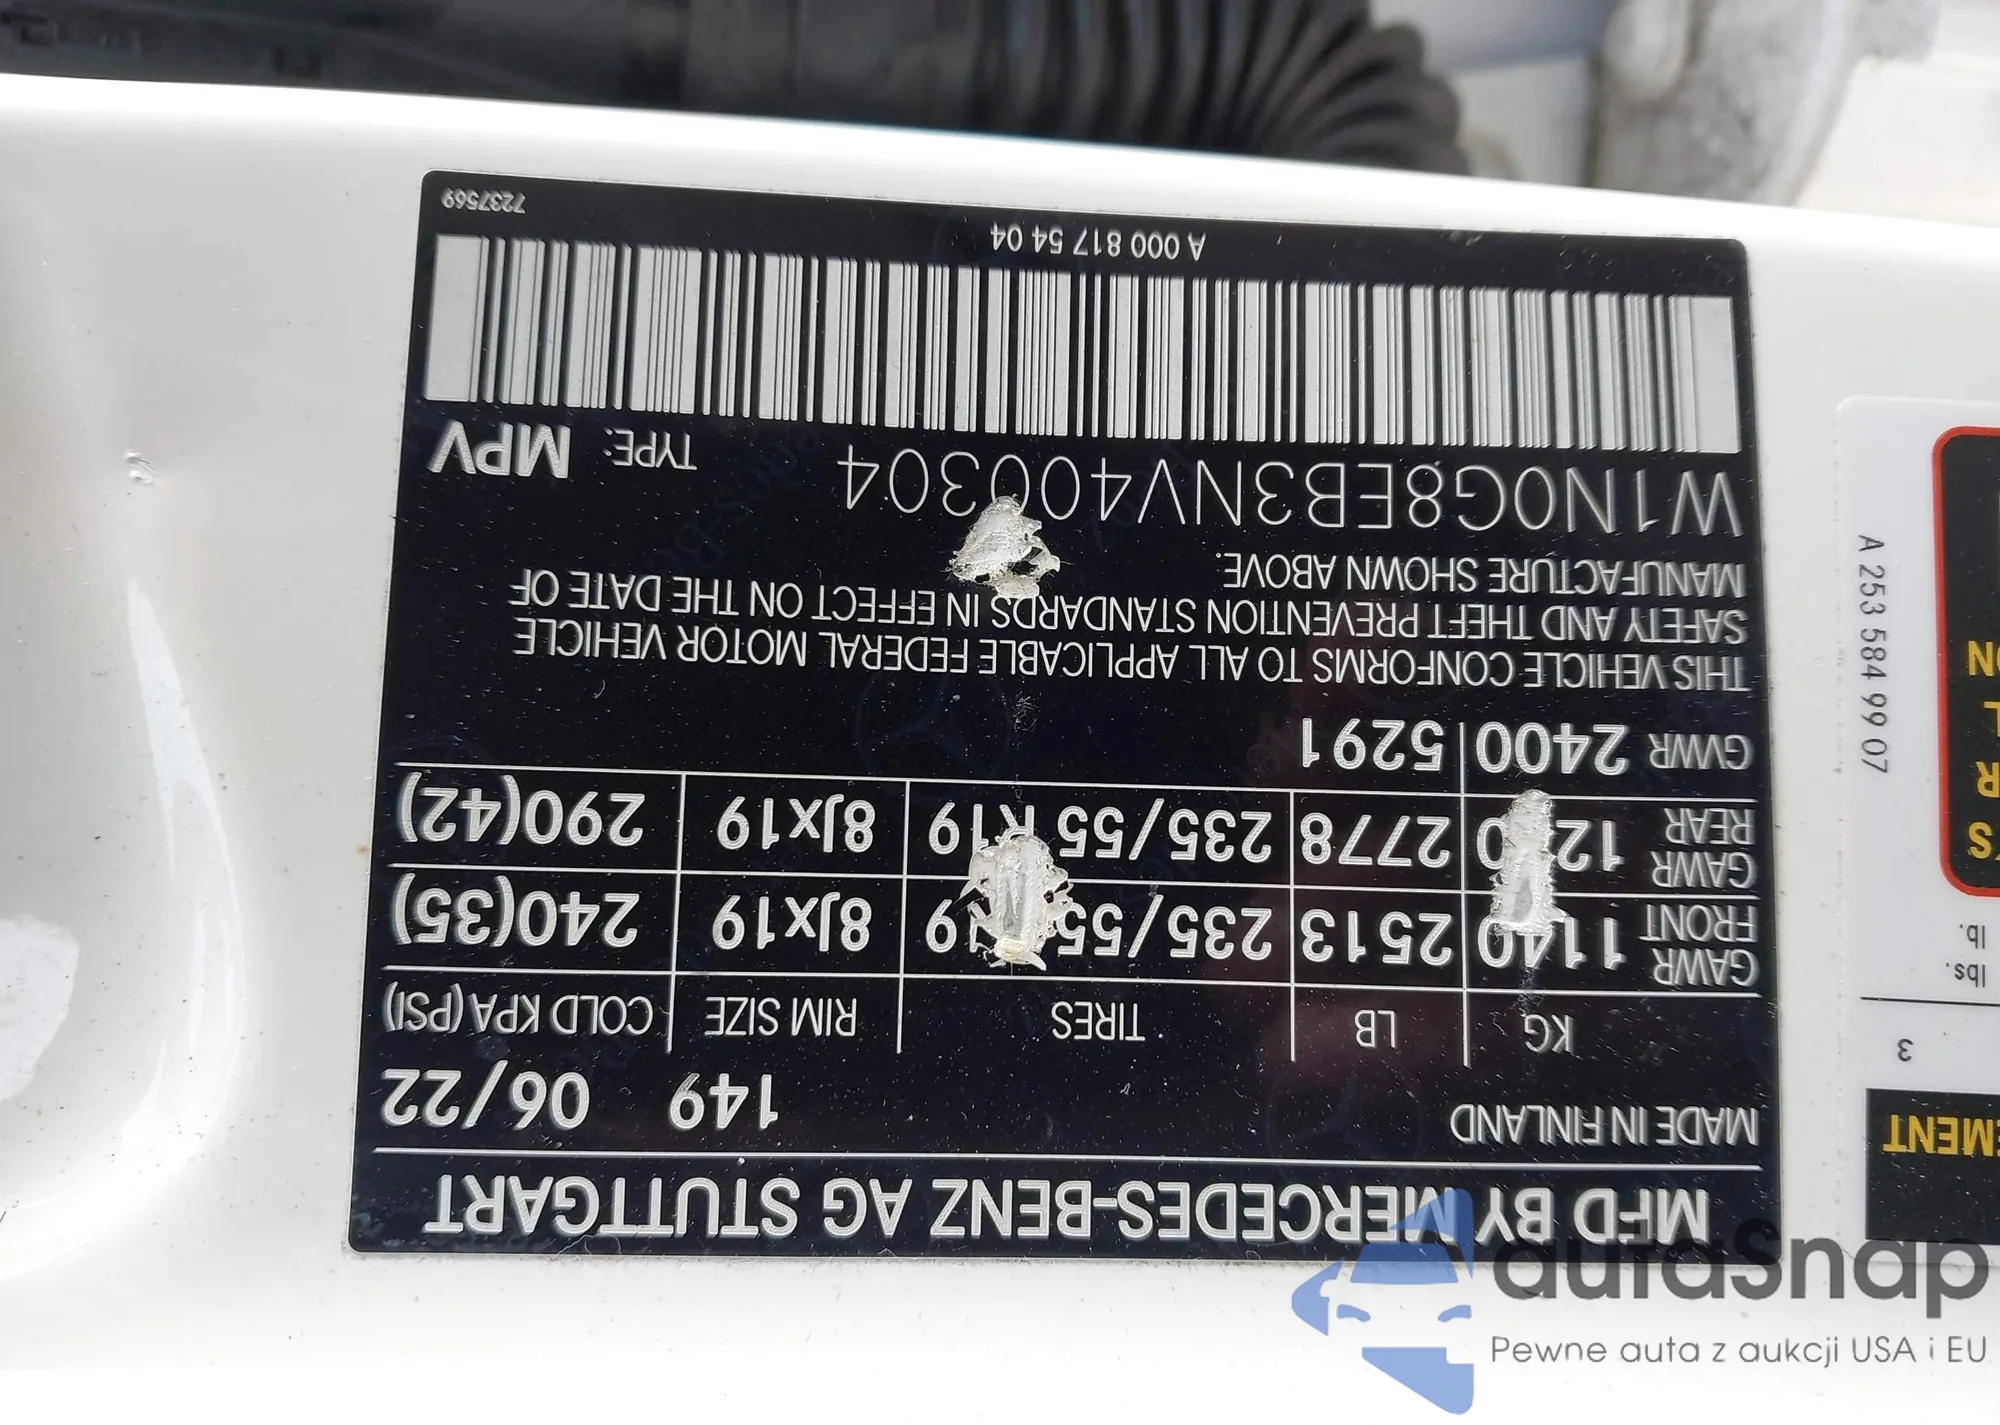 MFD BY MERCEDES-BENZ AG STUTTGART
MADE IN FINLAND 149 06/22
KG LB TIRES RIM SIZE COLD KPA (PSI)
GAWR FRONT 1140 2513 235/55 19 8Jx19 240(35)
GAWR REAR 2778 235/55 R19 8Jx19 290(42)
GVWR 2400 5291
THIS VEHICLE CONFORMS TO ALL APPLICABLE FEDERAL MOTOR VEHICLE
SAFETY AND THEFT PREVENTION STANDARDS IN EFFECT ON THE DATE OF
MANUFACTURE SHOWN ABOVE.
W1N0G8EB3NV400304 TYPE: MPV
A 000 817 54 04
7237569
A 253 584 99 07
lbs.
lb.
3
autaSnap
Pewne auta z aukcji USA i EU